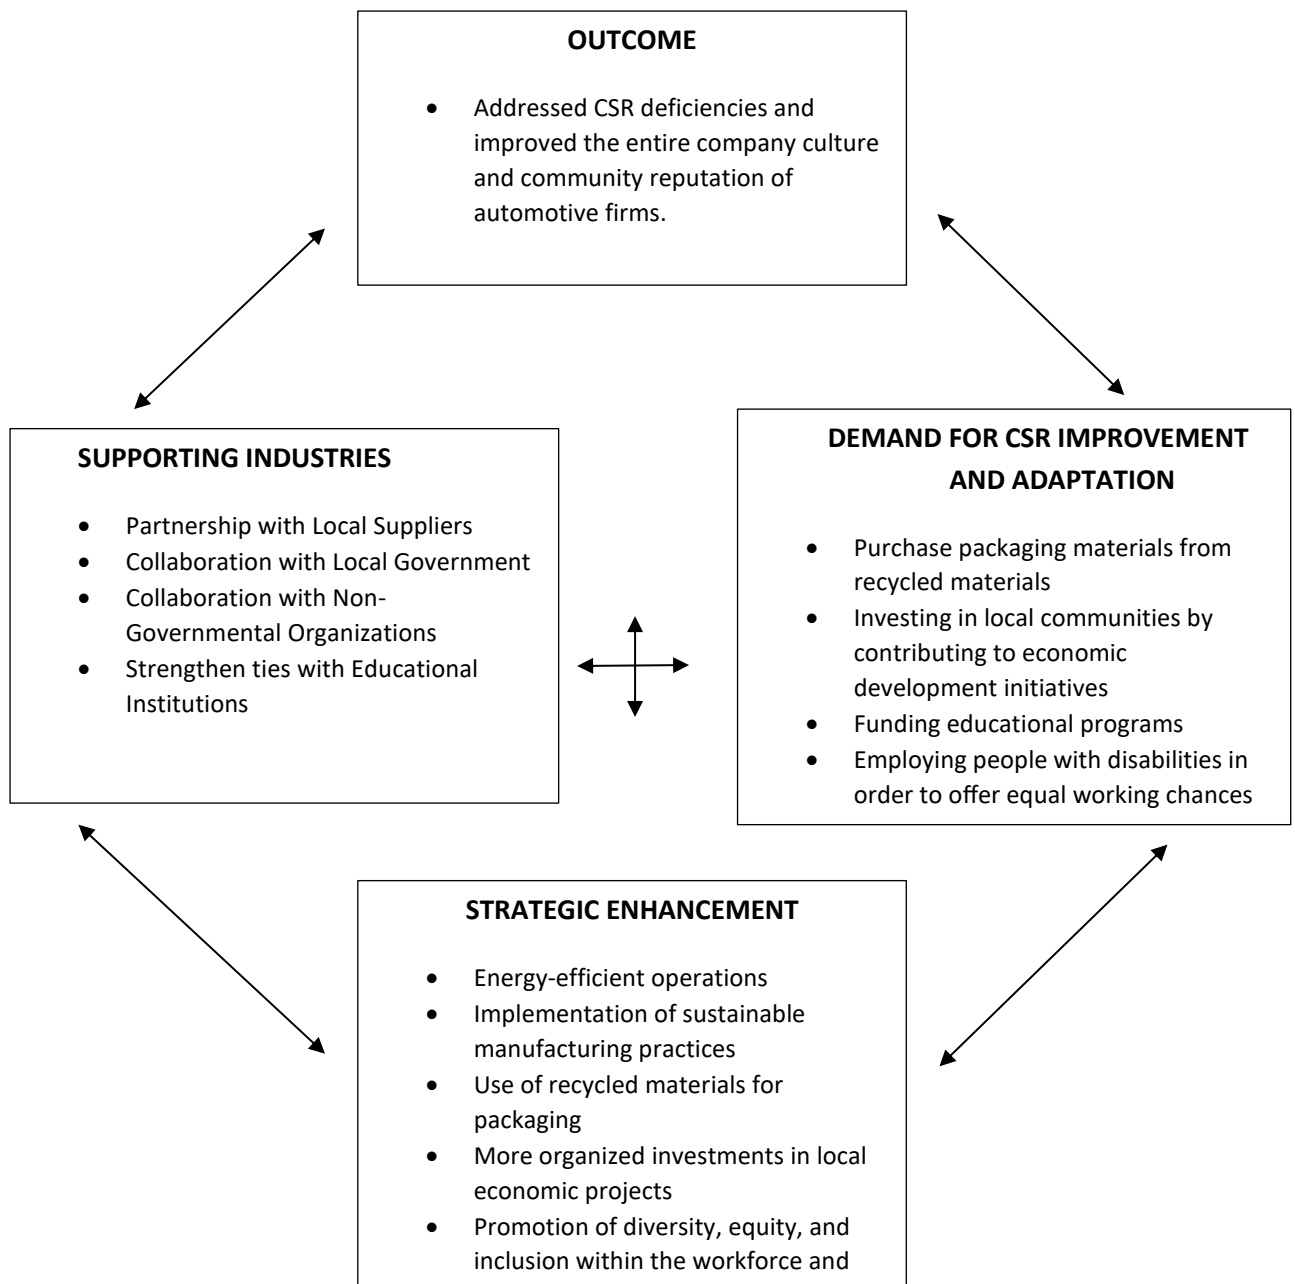 OUTCOME
• Addressed CSR deficiencies and
improved the entire company culture
and community reputation of
automotive firms.
SUPPORTING INDUSTRIES
• Partnership with Local Suppliers
• Collaboration with Local Government
• Collaboration with Non-
Governmental Organizations
• Strengthen ties with Educational
Institutions
DEMAND FOR CSR IMPROVEMENT
AND ADAPTATION
• Purchase packaging materials from
recycled materials
• Investing in local communities by
contributing to economic
development initiatives
• Funding educational programs
• Employing people with disabilities in
order to offer equal working chances
STRATEGIC ENHANCEMENT
• Energy-efficient operations
• Implementation of sustainable
manufacturing practices
• Use of recycled materials for
packaging
• More organized investments in local
economic projects
• Promotion of diversity, equity, and
inclusion within the workforce and